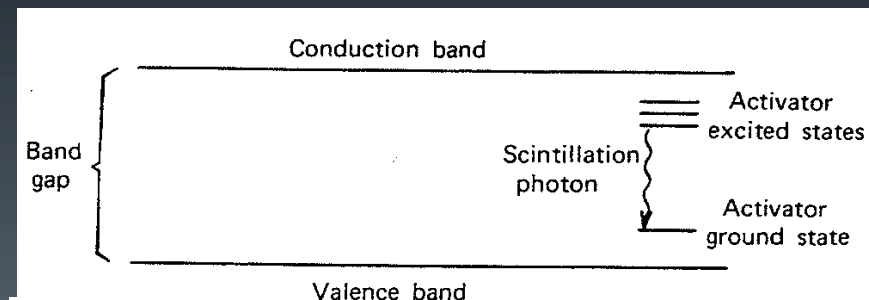 Conduction band
Activator
excited states
Band
gap
Scintillation
photon
Activator
ground state
Valence band